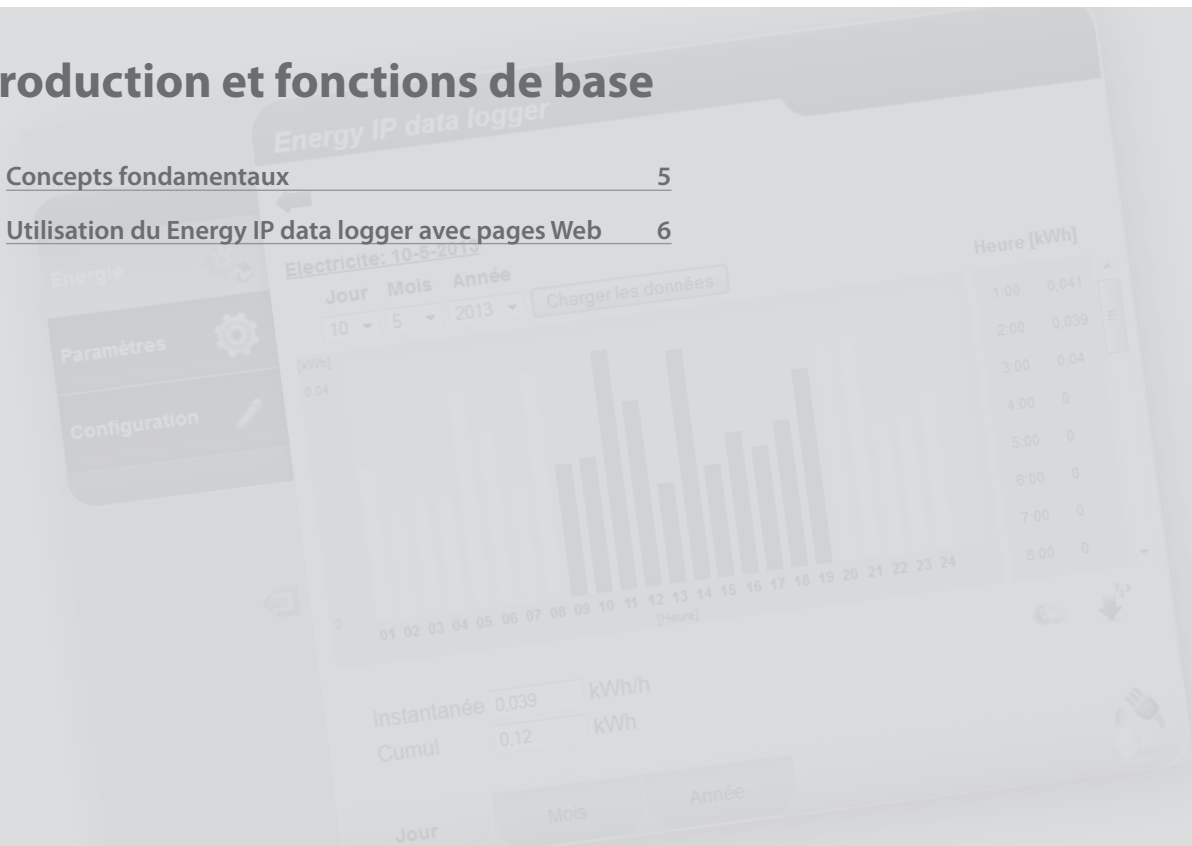 roduction et fonctions de base
Energy IP data logger
Concepts fondamentaux 5
Utilisation du Energy IP data logger avec pages Web 6
Énergie
Paramètres
Configuration
Electricite: 10-5-2013
Jour Mois Année
10 5 2013 Charger les données
[kWh]
0,04
0
01 02 03 04 05 06 07 08 09 10 11 12 13 14 15 16 17 18 19 20 21 22 23 24
[Heure]
Heure [kWh]
1:00 0,041
2:00 0,039
3:00 0,04
4:00 0
5:00 0
6:00 0
7:00 0
8:00 0
Instantanée 0,039 kWh/h
Cumul 0,12 kWh
Jour Mois Année